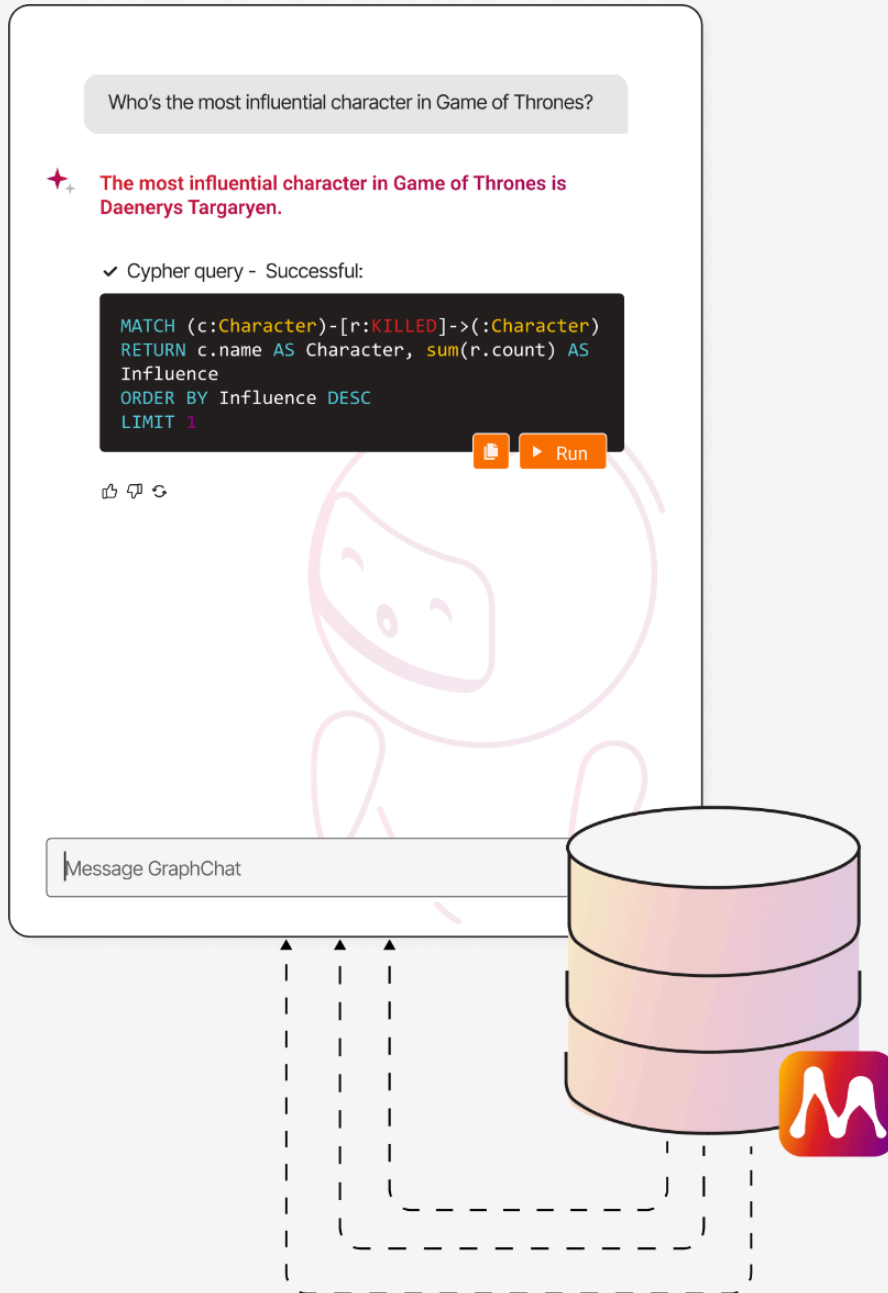 Who's the most influential character in Game of Thrones?
The most influential character in Game of Thrones is
Daenerys Targaryen.
Cypher query - Successful:
MATCH (c:Character)-[r:KILLED]->(:Character)
RETURN c.name AS Character, sum(r.count) AS
Influence
ORDER BY Influence DESC
LIMIT 1
Run
Message GraphChat